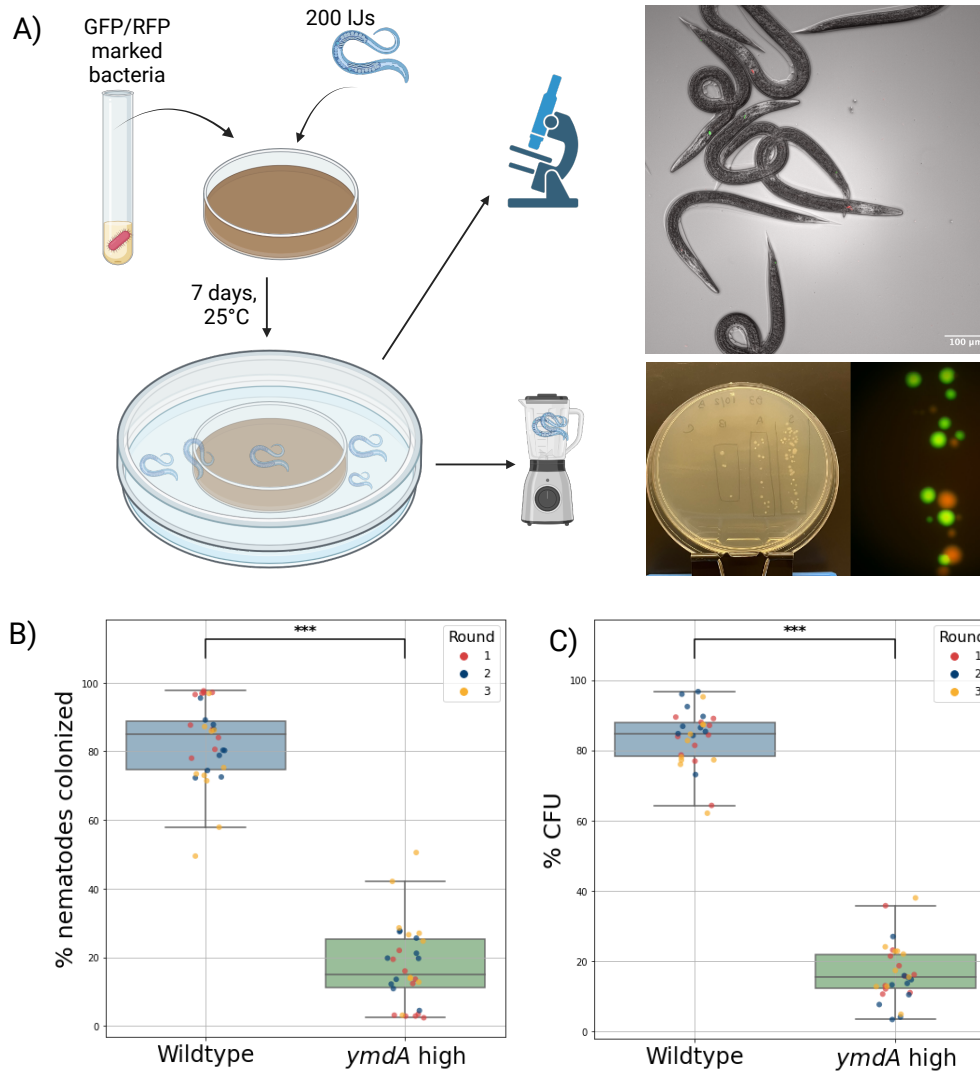 A)
GFP/RFP
marked
bacteria
200 IJs
7 days,
25°C
100 µm
B)
***
Round
1
2
3
% nematodes colonized
100
80
60
40
20
0
Wildtype
ymdA high
C)
***
Round
1
2
3
% CFU
100
80
60
40
20
0
Wildtype
ymdA high